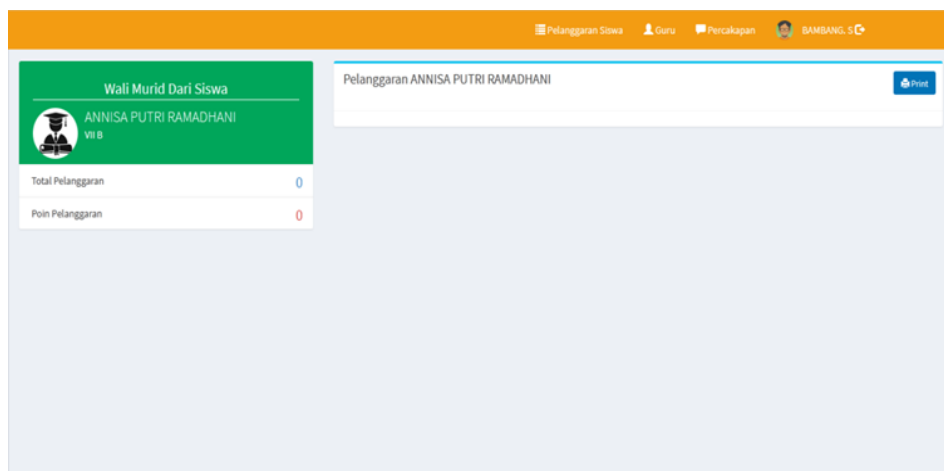 Pelanggaran Siswa Guru Percakapan BAMBANG. S
Wali Murid Dari Siswa
ANNISA PUTRI RAMADHANI
VII B
Total Pelanggaran 0
Poin Pelanggaran 0
Pelanggaran ANNISA PUTRI RAMADHANI
Print